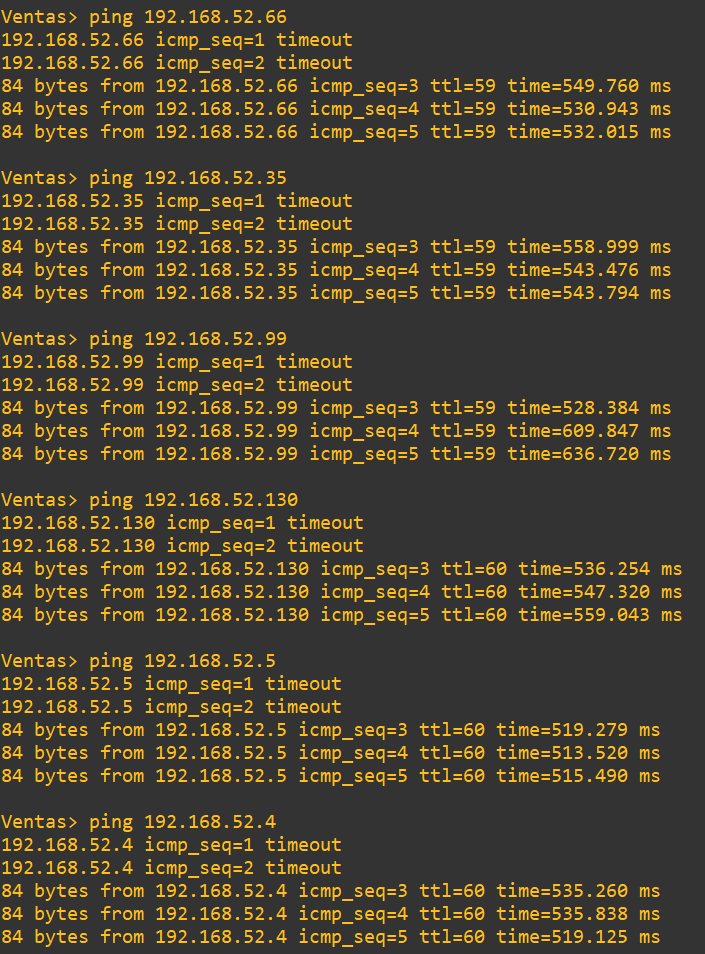 Ventas> ping 192.168.52.66
192.168.52.66 icmp_seq=1 timeout
192.168.52.66 icmp_seq=2 timeout
84 bytes from 192.168.52.66 icmp_seq=3 ttl=59 time=549.760 ms
84 bytes from 192.168.52.66 icmp_seq=4 ttl=59 time=530.943 ms
84 bytes from 192.168.52.66 icmp_seq=5 ttl=59 time=532.015 ms

Ventas> ping 192.168.52.35
192.168.52.35 icmp_seq=1 timeout
192.168.52.35 icmp_seq=2 timeout
84 bytes from 192.168.52.35 icmp_seq=3 ttl=59 time=558.999 ms
84 bytes from 192.168.52.35 icmp_seq=4 ttl=59 time=543.476 ms
84 bytes from 192.168.52.35 icmp_seq=5 ttl=59 time=543.794 ms

Ventas> ping 192.168.52.99
192.168.52.99 icmp_seq=1 timeout
192.168.52.99 icmp_seq=2 timeout
84 bytes from 192.168.52.99 icmp_seq=3 ttl=59 time=528.384 ms
84 bytes from 192.168.52.99 icmp_seq=4 ttl=59 time=609.847 ms
84 bytes from 192.168.52.99 icmp_seq=5 ttl=59 time=636.720 ms

Ventas> ping 192.168.52.130
192.168.52.130 icmp_seq=1 timeout
192.168.52.130 icmp_seq=2 timeout
84 bytes from 192.168.52.130 icmp_seq=3 ttl=60 time=536.254 ms
84 bytes from 192.168.52.130 icmp_seq=4 ttl=60 time=547.320 ms
84 bytes from 192.168.52.130 icmp_seq=5 ttl=60 time=559.043 ms

Ventas> ping 192.168.52.5
192.168.52.5 icmp_seq=1 timeout
192.168.52.5 icmp_seq=2 timeout
84 bytes from 192.168.52.5 icmp_seq=3 ttl=60 time=519.279 ms
84 bytes from 192.168.52.5 icmp_seq=4 ttl=60 time=513.520 ms
84 bytes from 192.168.52.5 icmp_seq=5 ttl=60 time=515.490 ms

Ventas> ping 192.168.52.4
192.168.52.4 icmp_seq=1 timeout
192.168.52.4 icmp_seq=2 timeout
84 bytes from 192.168.52.4 icmp_seq=3 ttl=60 time=535.260 ms
84 bytes from 192.168.52.4 icmp_seq=4 ttl=60 time=535.838 ms
84 bytes from 192.168.52.4 icmp_seq=5 ttl=60 time=519.125 ms